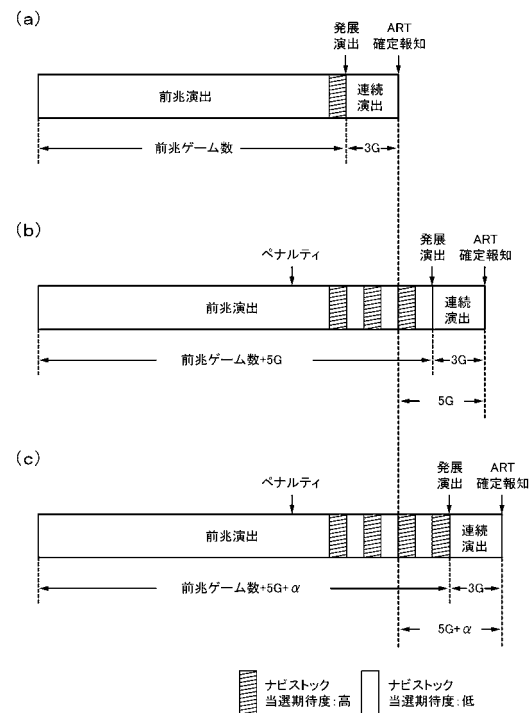 (a)
発展
演出
ART
確定報知
前兆演出
連続
演出
前兆ゲーム数
3G
(b)
ペナルティ
発展
演出
ART
確定報知
前兆演出
連続
演出
前兆ゲーム数+5G
3G
5G
(c)
ペナルティ
発展
演出
ART
確定報知
前兆演出
連続
演出
前兆ゲーム数+5G+α
3G
5G+α
ナビストック
当選期待度:高
ナビストック
当選期待度:低